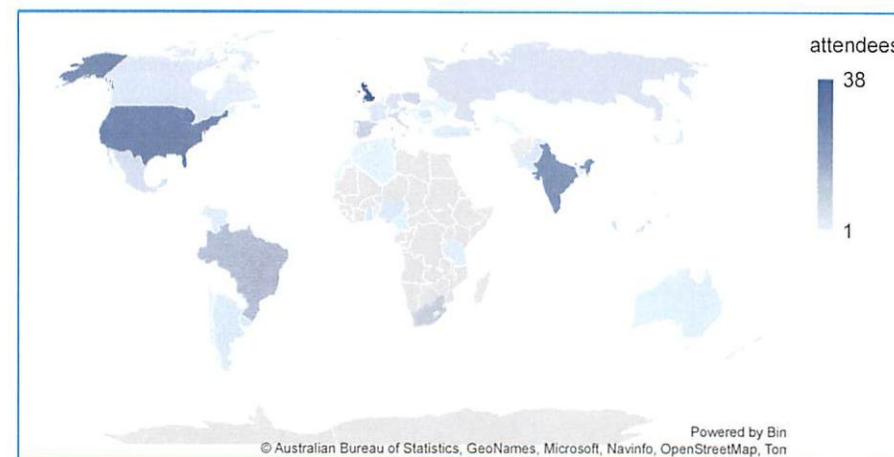 attendees
38
1
Powered by Bin
© Australian Bureau of Statistics, GeoNames, Microsoft, Navinfo, OpenStreetMap, Ton